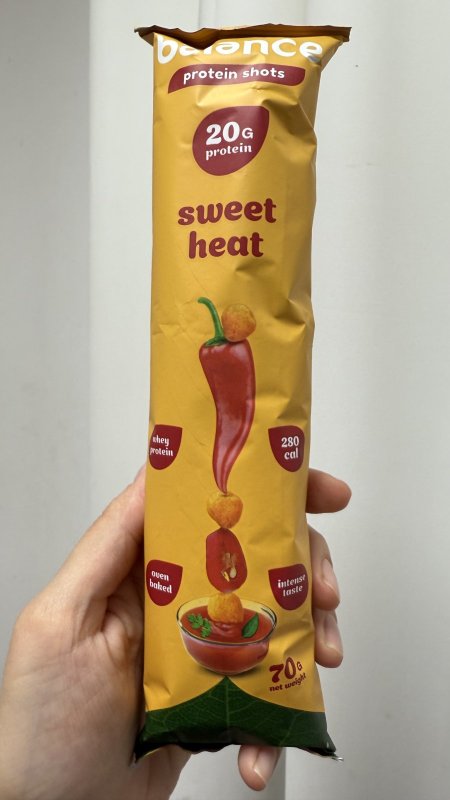 balance
protein shots
20G
protein
sweet
heat
whey
protein
280
cal
oven
baked
intense
taste
70G
net weight